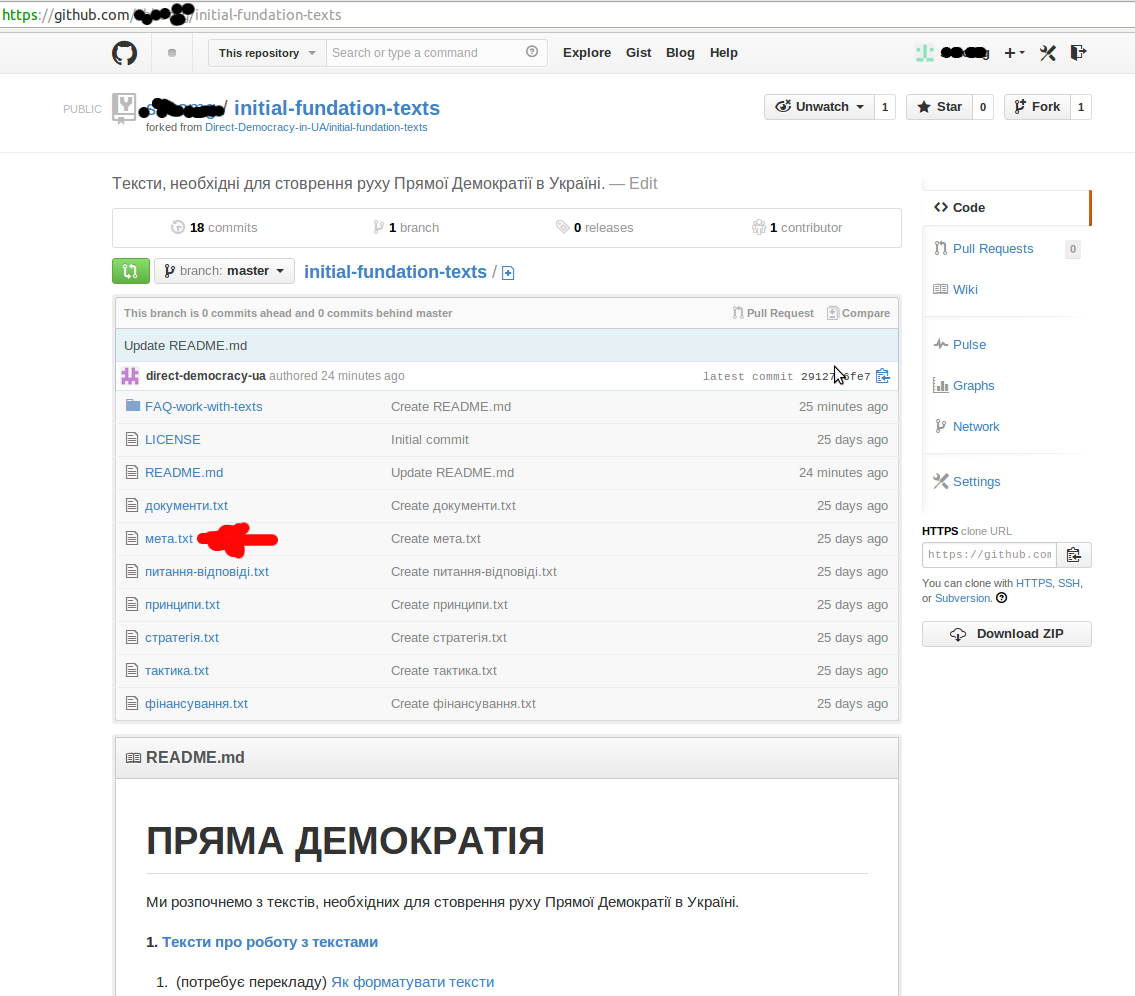 https://github.com/ /initial-fundation-texts
This repository Search or type a command Explore Gist Blog Help
PUBLIC / initial-fundation-texts Unwatch 1 Star 0 Fork 1
forked from Direct-Democracy-in-UA/initial-fundation-texts
Тексти, необхідні для стоврення руху Прямої Демократії в Україні. — Edit
18 commits 1 branch 0 releases 1 contributor
branch: master initial-fundation-texts /
This branch is 0 commits ahead and 0 commits behind master Pull Request Compare
Update README.md
direct-democracy-ua authored 24 minutes ago latest commit
FAQ-work-with-texts Create README.md 25 minutes ago
LICENSE Initial commit 25 days ago
README.md Update README.md 24 minutes ago
документи.txt Create документи.txt 25 days ago
мета.txt Create мета.txt 25 days ago
питання-відповіді.txt Create питання-відповіді.txt 25 days ago
принципи.txt Create принципи.txt 25 days ago
стратегія.txt Create стратегія.txt 25 days ago
тактика.txt Create тактика.txt 25 days ago
фінансування.txt Create фінансування.txt 25 days ago
README.md
ПРЯМА ДЕМОКРАТІЯ
Ми розпочнемо з текстів, необхідних для стоврення руху Прямої Демократії в Україні.
1. Тексти про роботу з текстами
1. (потребує перекладу) Як форматувати тексти
Code
Pull Requests 0
Wiki
Pulse
Graphs
Network
Settings
HTTPS clone URL
https://github.com
You can clone with HTTPS, SSH,
or Subversion.
Download ZIP